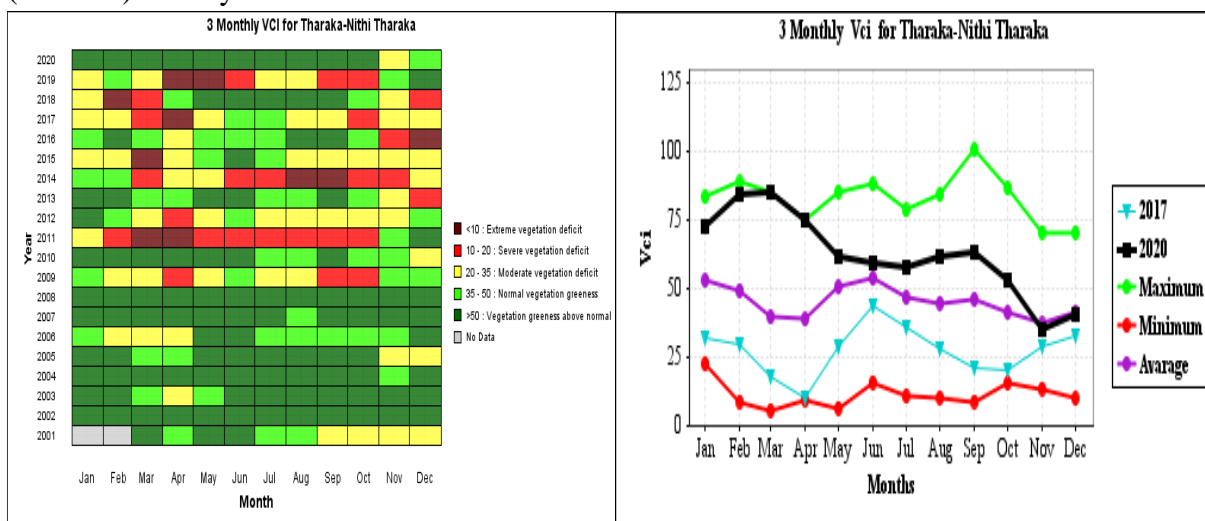 3 Monthly VCI for Tharaka-Nithi Tharaka
2020
2019
2018
2017
2016
2015
2014
2013
2012
2011
2010
2009
2008
2007
2006
2005
2004
2003
2002
2001
Year
Jan Feb Mar Apr May Jun Jul Aug Sep Oct Nov Dec
Month
<10 : Extreme vegetation deficit
10 - 20 : Severe vegetation deficit
20 - 35 : Moderate vegetation deficit
35 - 50 : Normal vegetation greeness
>50 : Vegetation greeness above normal
No Data
3 Monthly Vci for Tharaka-Nithi Tharaka
125
100
75
50
25
0
Vci
Jan Feb Mar Apr May Jun Jul Aug Sep Oct Nov Dec
Months
2017
2020
Maximum
Minimum
Avarage